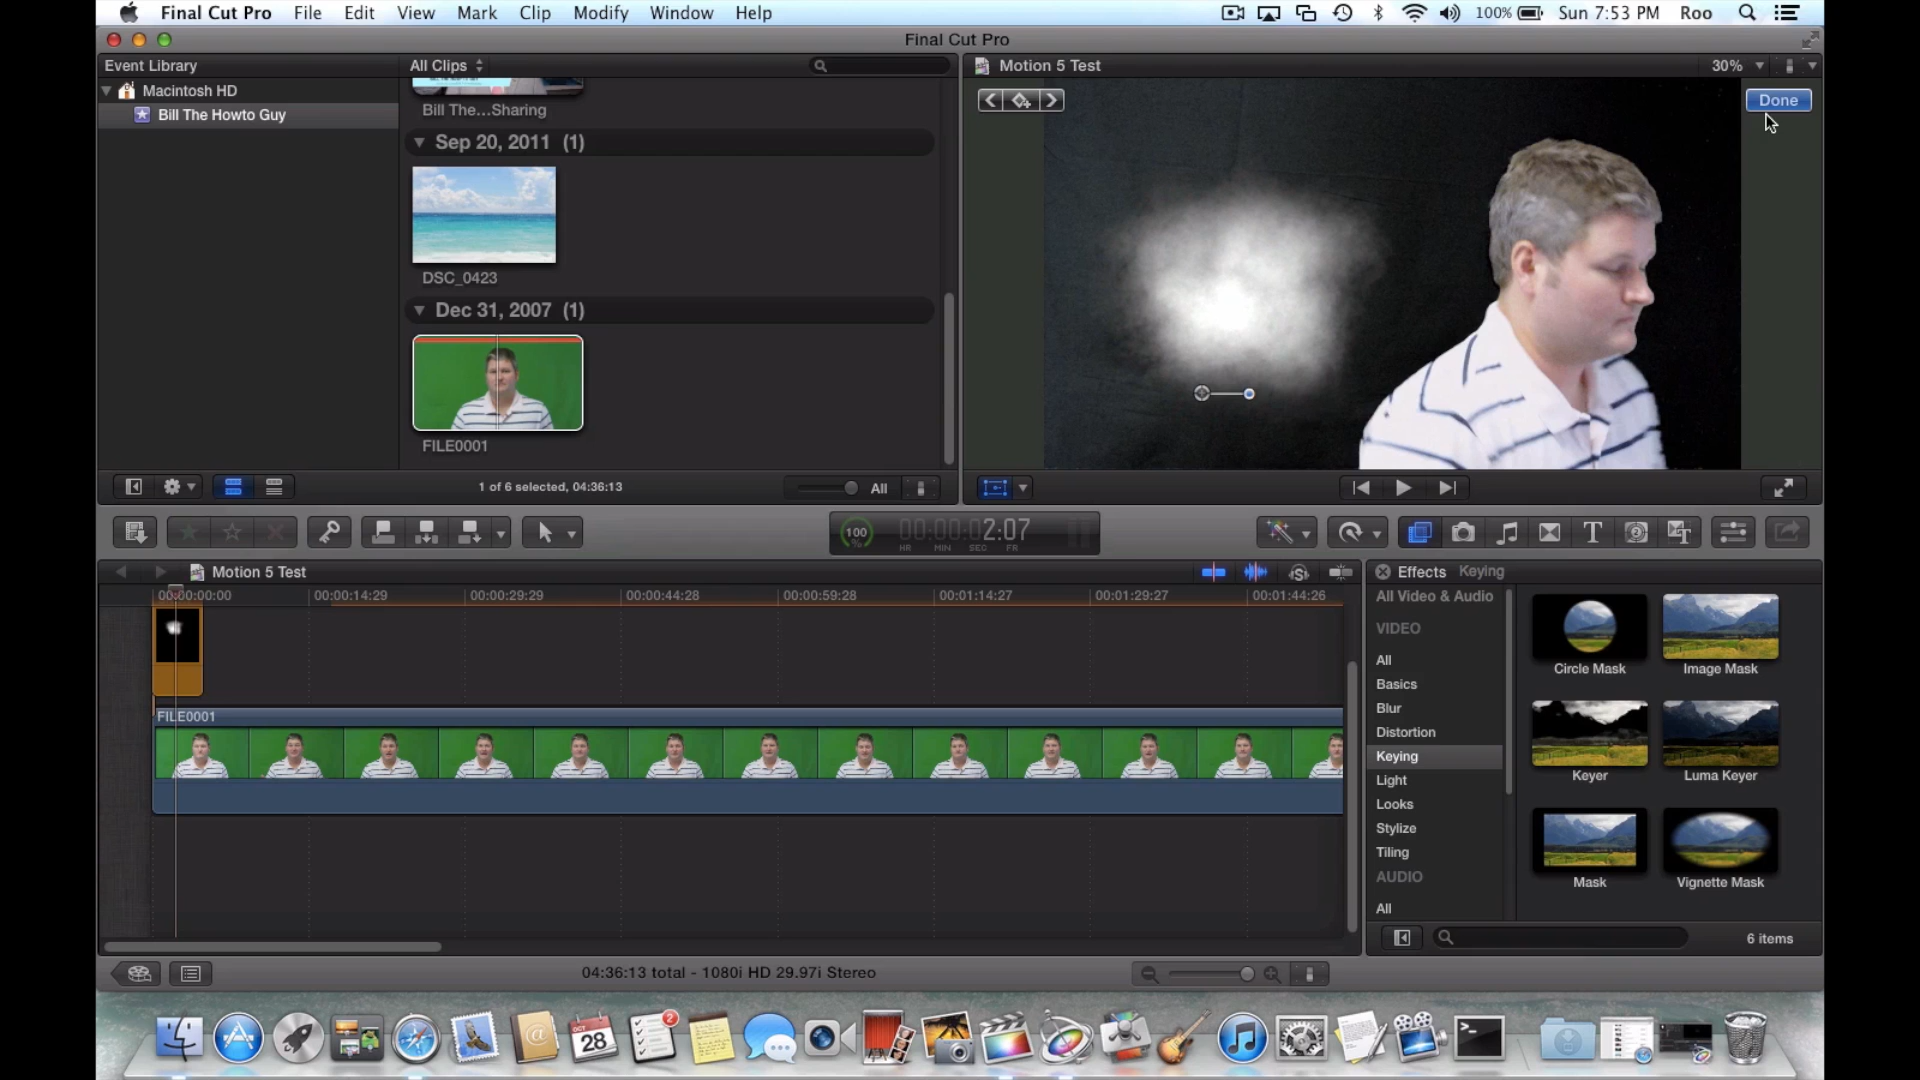 Final Cut Pro File Edit View Mark Clip Modify Window Help 100% Sun 7:53 PM Roo
Final Cut Pro
Event Library
Macintosh HD
Bill The Howto Guy
All Clips
Bill The...Sharing
Sep 20, 2011 (1)
DSC_0423
Dec 31, 2007 (1)
FILE0001
1 of 6 selected, 04:36:13
All
Motion 5 Test
30%
Done
100
%
00:00:02:07
HR MIN SEC FR
Motion 5 Test
00:00:00:00 00:00:14:29 00:00:29:29 00:00:44:28 00:00:59:28 00:01:14:27 00:01:29:27 00:01:44:26
FILE0001
04:36:13 total - 1080i HD 29.97i Stereo
Effects Keying
All Video & Audio
VIDEO
All
Basics
Blur
Distortion
Keying
Light
Looks
Stylize
Tiling
AUDIO
All
Circle Mask
Image Mask
Keyer
Luma Keyer
Mask
Vignette Mask
6 items
OCT
28
2